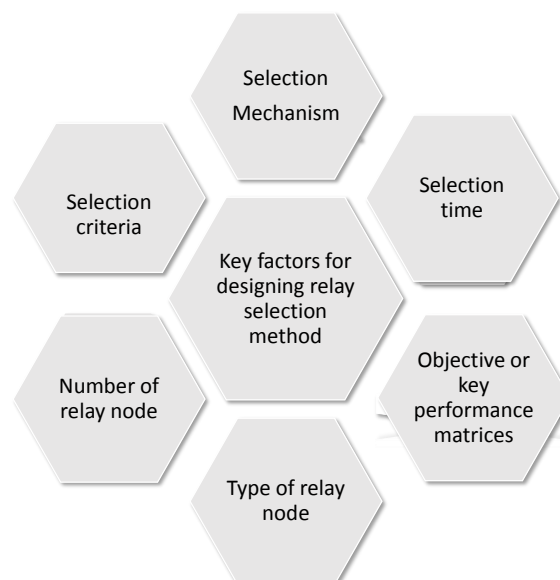 Selection
Mechanism
Selection
criteria
Selection
time
Key factors for
designing relay
selection
method
Number of
relay node
Objective or
key
performance
matrices
Type of relay
node